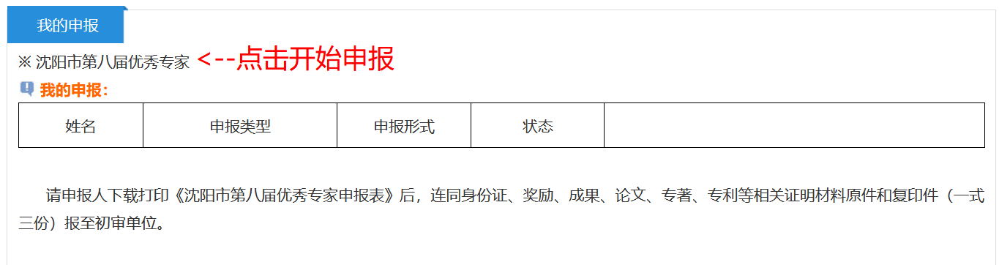 我的申报
※ 沈阳市第八届优秀专家 <--点击开始申报
我的申报：
姓名 申报类型 申报形式 状态
请申报人下载打印《沈阳市第八届优秀专家申报表》后，连同身份证、奖励、成果、论文、专著、专利等相关证明材料原件和复印件（一式
三份）报至初审单位。